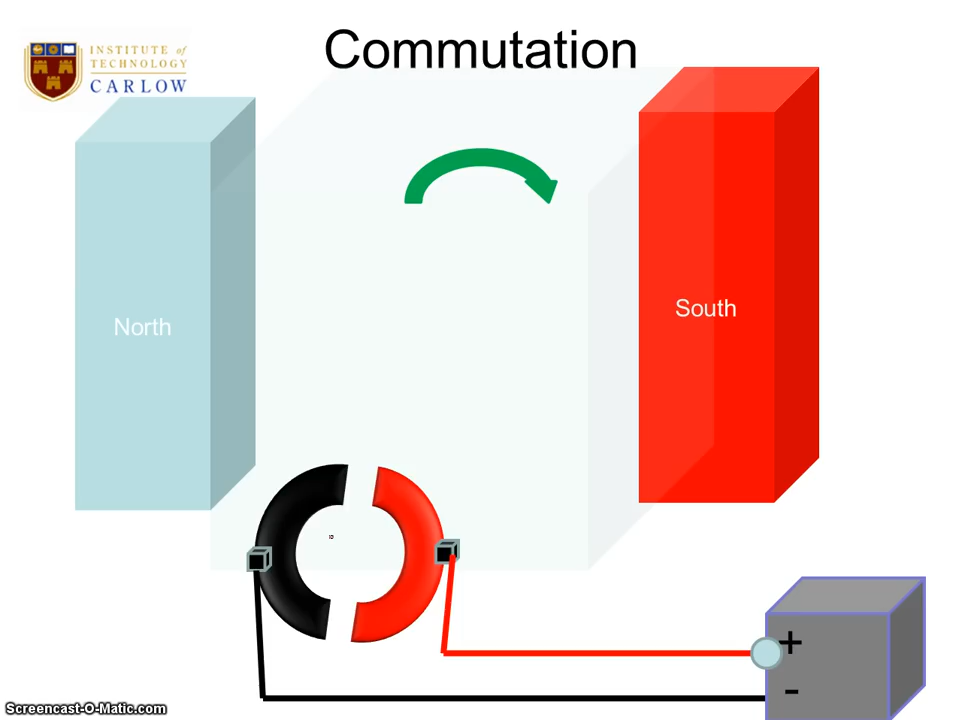 Commutation
INSTITUTE of
TECHNOLOGY
CARLOW
North
South
+
-
Screencast-O-Matic.com